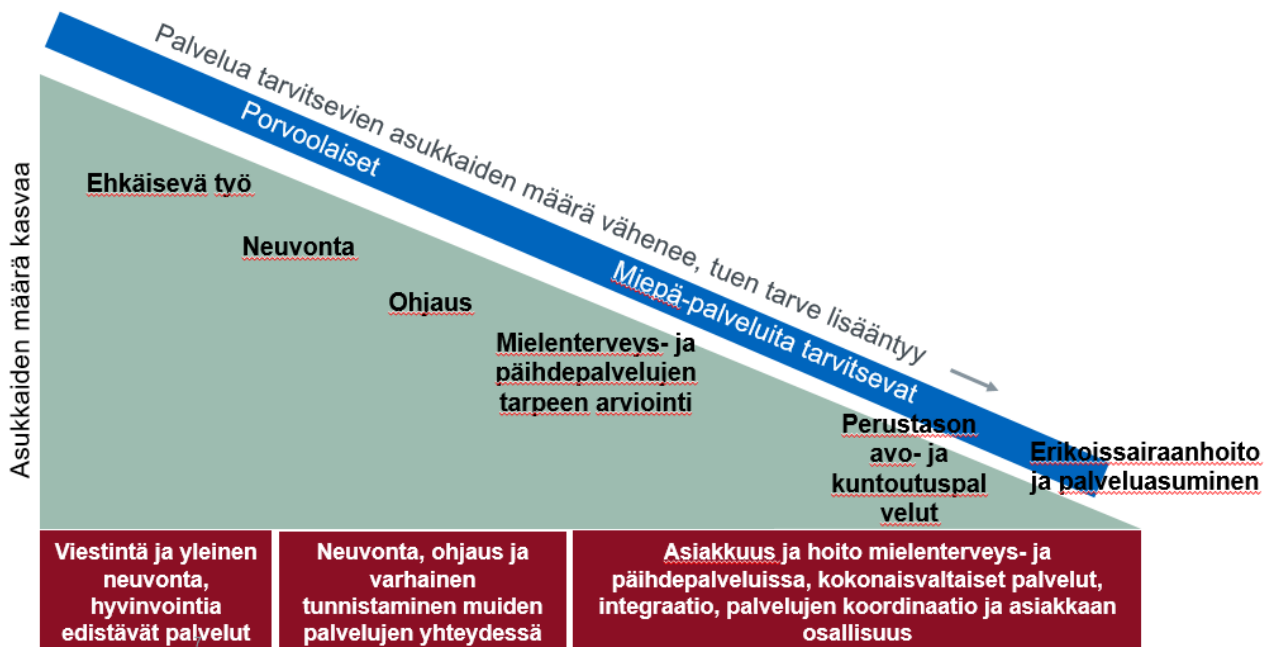 Palvelua tarvitsevien asukkaiden määrä vähenee, tuen tarve lisääntyy
Porvoolaiset
Miepä-palveluita tarvitsevat
Asukkaiden määrä kasvaa
Ehkäisevä työ
Neuvonta
Ohjaus
Mielenterveys- ja
päihdepalvelujen
tarpeen arviointi
Perustason
avo- ja
kuntoutuspal
velut
Erikoissairaanhoito
ja palveluasuminen
Viestintä ja yleinen
neuvonta,
hyvinvointia
edistävät palvelut
Neuvonta, ohjaus ja
varhainen
tunnistaminen muiden
palvelujen yhteydessä
Asiakkuus ja hoito mielenterveys- ja
päihdepalveluissa, kokonaisvaltaiset palvelut,
integraatio, palvelujen koordinaatio ja asiakkaan
osallisuus